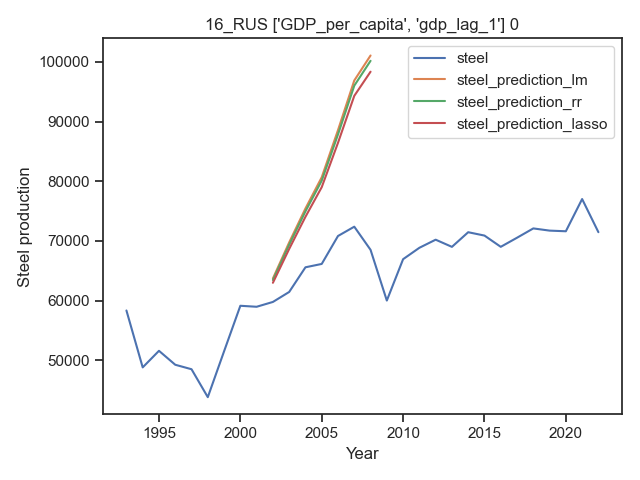 16_RUS ['GDP_per_capita', 'gdp_lag_1'] 0
steel
steel_prediction_lm
steel_prediction_rr
steel_prediction_lasso
100000
90000
80000
70000
60000
50000
Steel production
1995 2000 2005 2010 2015 2020
Year